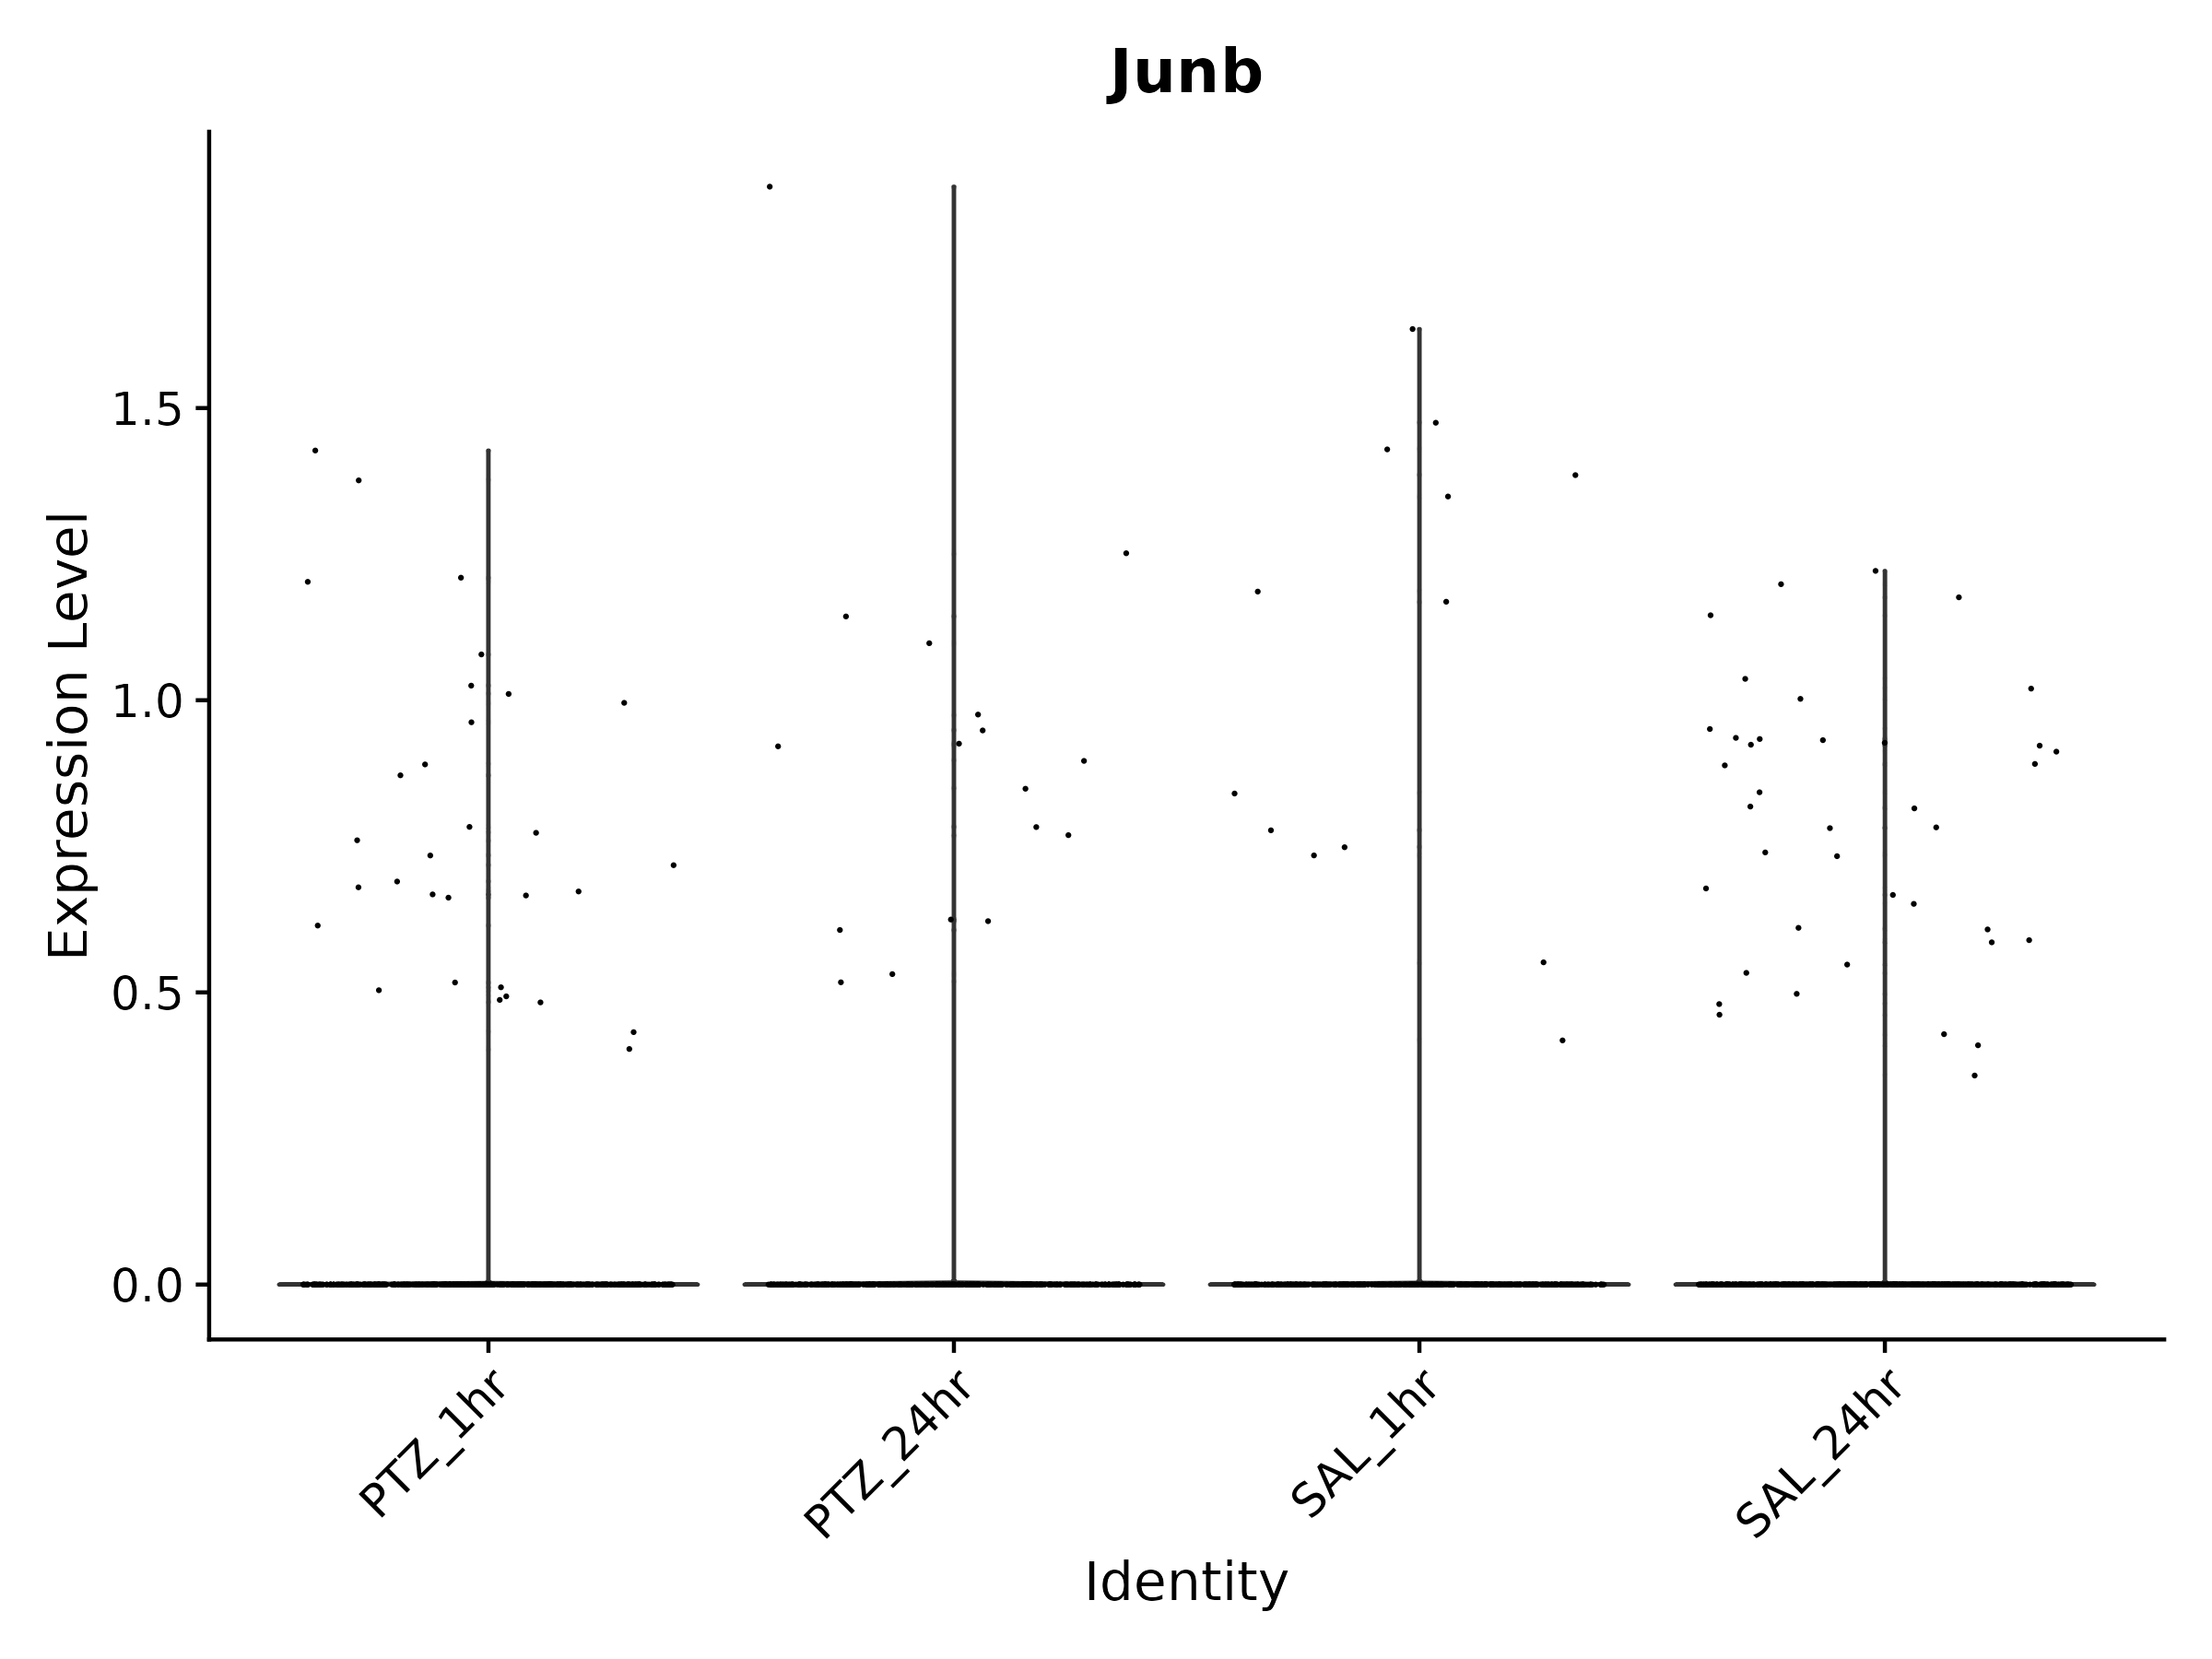 Junb
Expression Level
1.5
1.0
0.5
0.0
PTZ_1hr
PTZ_24hr
SAL_1hr
SAL_24hr
Identity